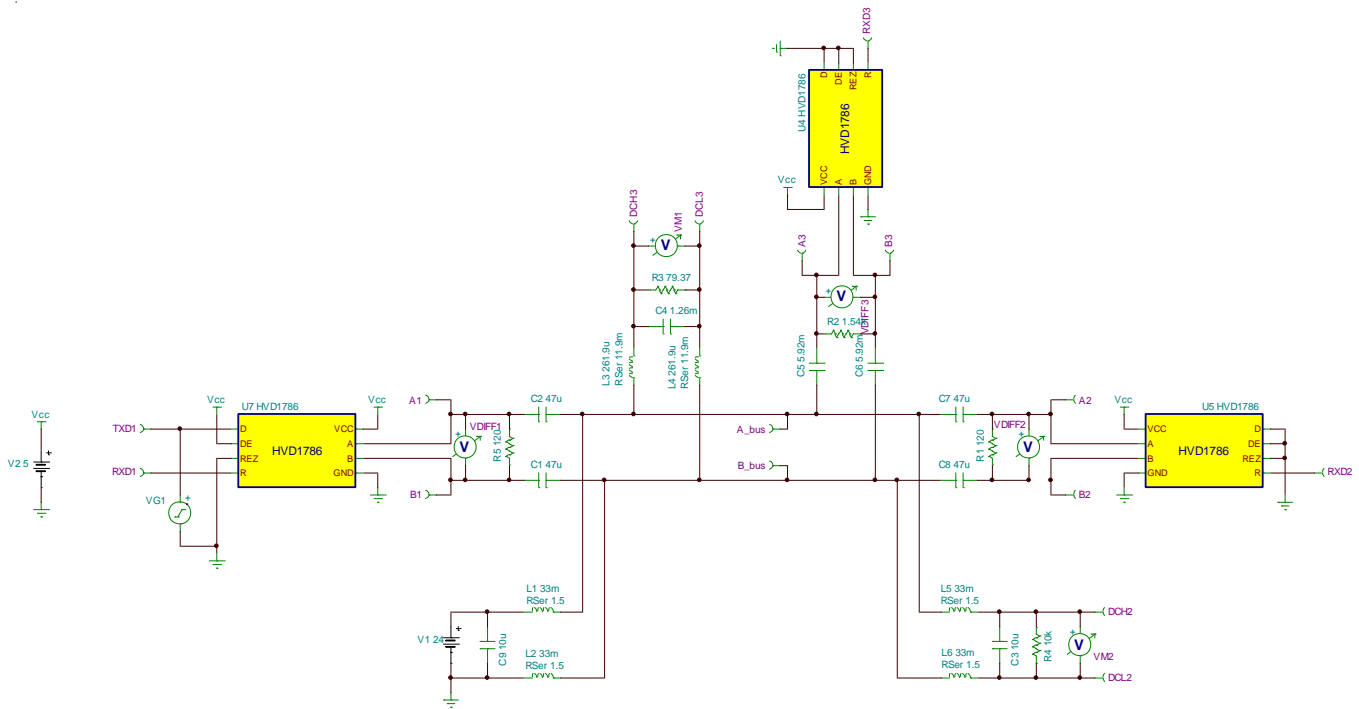 RXD3
D
DE
REZ
R
U4 HVD1786
HVD1786
VCC
A
B
GND
Vcc
DCH3
DCL3
VM1
+
V
R3 79.37
C4 1.26m
L3 261.9u
RSer 11.9m
L4 261.9u
RSer 11.9m
A3
B3
+
V
VDIFF3
C5 5.92m
C6 5.92m
Vcc
V2 5
+
TXD1
RXD1
VG1
+
Vcc
U7 HVD1786
D
DE
REZ
R
HVD1786
VCC
A
B
GND
Vcc
A1
B1
+
V
VDIFF1
R5 120
C2 47u
C1 47u
A_bus
B_bus
C7 47u
C8 47u
R1 120
VDIFF2
+
V
A2
B2
Vcc
U5 HVD1786
VCC
A
B
GND
HVD1786
D
DE
REZ
R
RXD2
V1 24
+
C9 10u
L1 33m
RSer 1.5
L2 33m
RSer 1.5
L5 33m
RSer 1.5
L6 33m
RSer 1.5
C3 10u
R4 10k
+
V
VM2
DCH2
DCL2